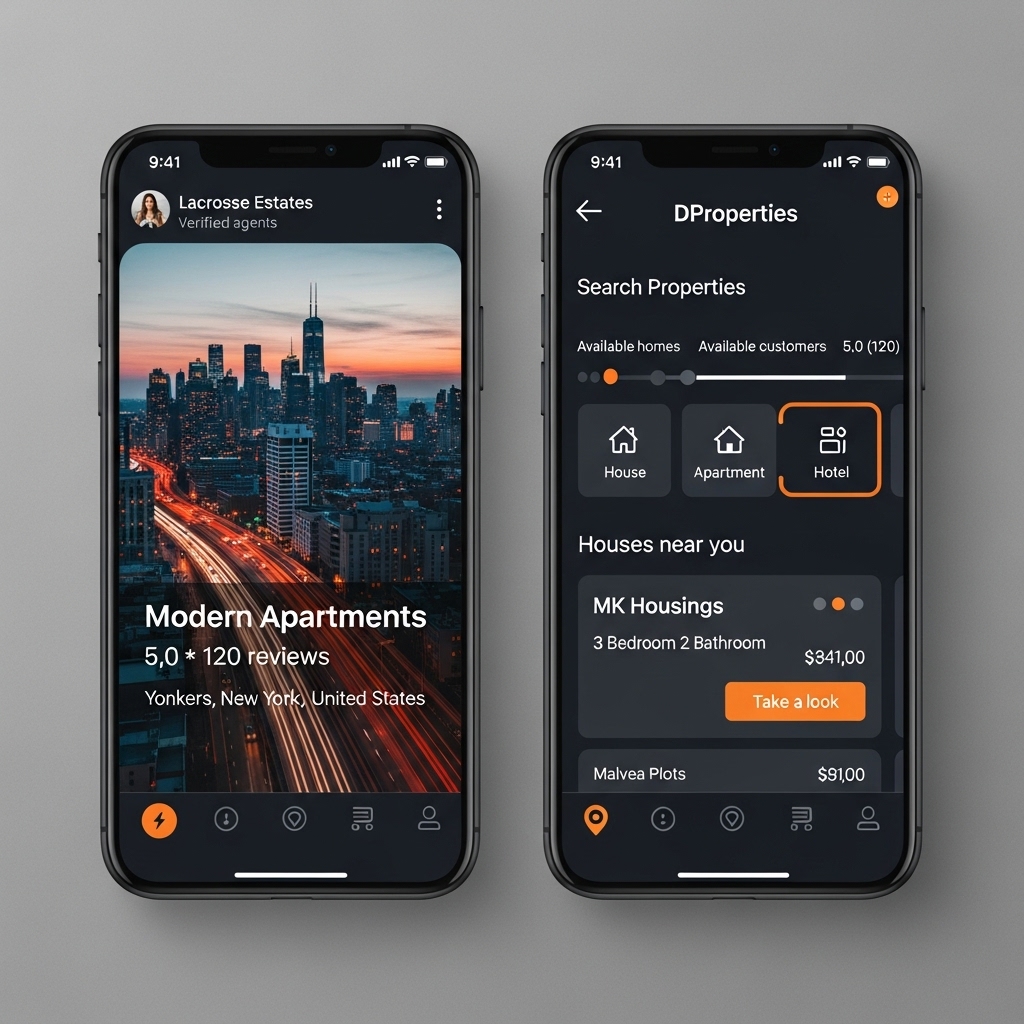 9:41
Lacrosse Estates
Verified agents
Modern Apartments
5,0 * 120 reviews
Yonkers, New York, United States
9:41
DProperties
Search Properties
Available homes Available customers 5.0 (120)
House Apartment Hotel
Houses near you
MK Housings
3 Bedroom 2 Bathroom
$341,00
Take a look
Malvea Plots $91,00